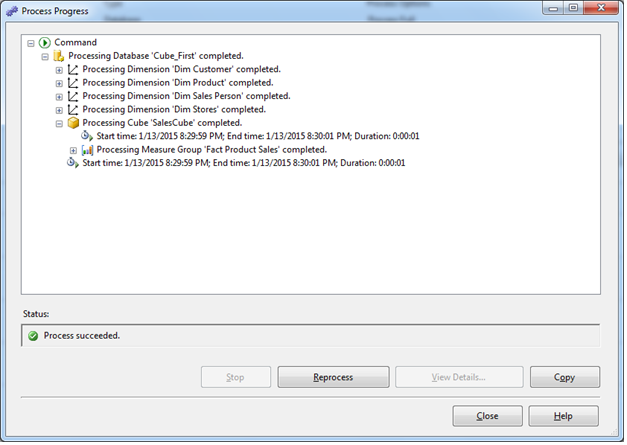 Process Progress
Command
Processing Database 'Cube_First' completed.
Processing Dimension 'Dim Customer' completed.
Processing Dimension 'Dim Product' completed.
Processing Dimension 'Dim Sales Person' completed.
Processing Dimension 'Dim Stores' completed.
Processing Cube 'SalesCube' completed.
Start time: 1/13/2015 8:29:59 PM; End time: 1/13/2015 8:30:01 PM; Duration: 0:00:01
Processing Measure Group 'Fact Product Sales' completed.
Start time: 1/13/2015 8:29:59 PM; End time: 1/13/2015 8:30:01 PM; Duration: 0:00:01
Status:
Process succeeded.
Stop Reprocess View Details... Copy
Close Help